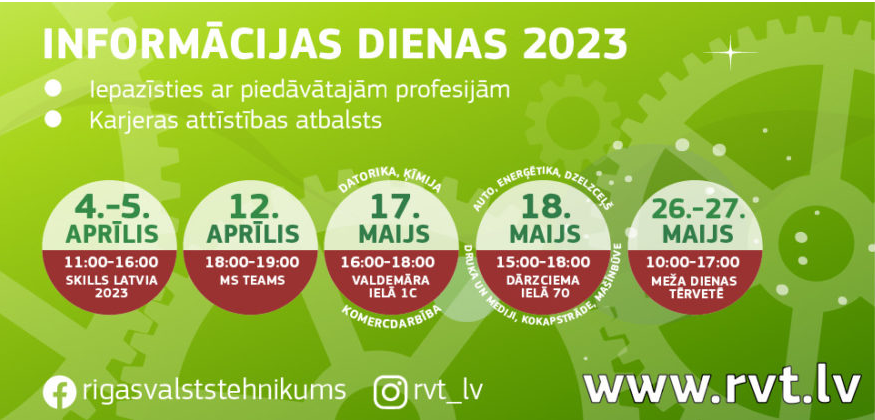 INFORMĀCIJAS DIENAS 2023
Iepazīsties ar piedāvātajām profesijām
Karjeras attīstības atbalsts
4.-5.
APRĪLIS
11:00-16:00
SKILLS LATVIA
2023
12.
APRĪLIS
18:00-19:00
MS TEAMS
DATORIKA, ĶĪMIJA
17.
MAIJS
16:00-18:00
VALDEMĀRA
IELĀ 1C
KOMERCDARBĪBA
AUTO, ENERĢĒTIKA, DZELZCEĻŠ
18.
MAIJS
15:00-18:00
DĀRZCIEMA
IELĀ 70
DRUKA UN MEDIJI, KOKAPSTRĀDE, MAŠĪNBŪVE
26.-27.
MAIJS
10:00-17:00
MEŽA DIENAS
TĒRVETĒ
rigasvalststehnikums
rvt_lv
www.rvt.lv